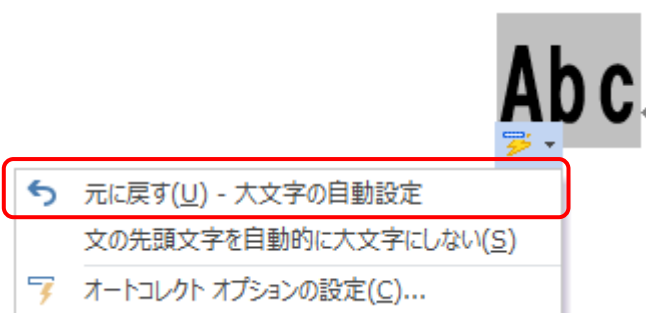 Abc
元に戻す(U) - 大文字の自動設定
文の先頭文字を自動的に大文字にしない(S)
オートコレクト オプションの設定(C)...